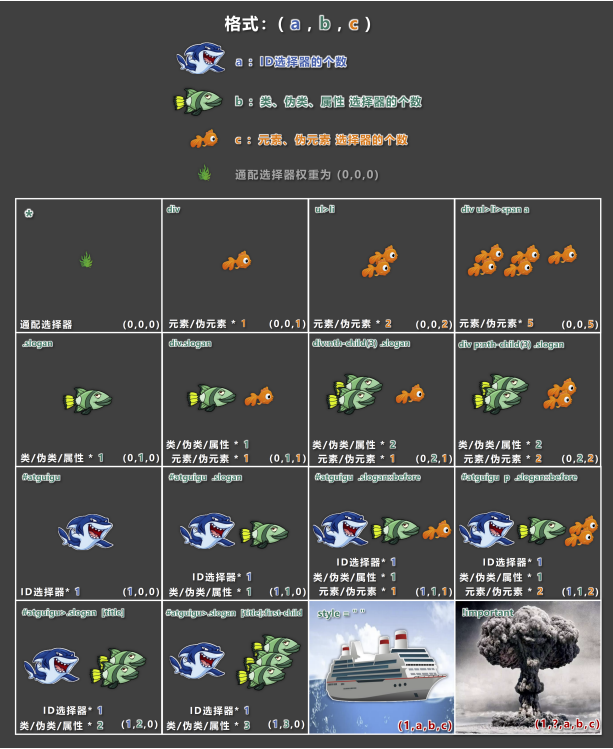 格式：( a , b , c )
a ： ID选择器的个数
b ：类、伪类、属性 选择器的个数
c ：元素、伪元素 选择器的个数
通配选择器权重为 (0,0,0)
*
通配选择器 (0,0,0)
div
元素/伪元素 * 1 (0,0,1)
ul>li
元素/伪元素 * 2 (0,0,2)
div ul>li>span a
元素/伪元素* 5 (0,0,5)
.slogan
类/伪类/属性 * 1 (0,1,0)
div.slogan
类/伪类/属性 * 1
元素/伪元素 * 1 (0,1,1)
div:nth-child(3) .slogan
类/伪类/属性 * 2
元素/伪元素 * 1 (0,2,1)
div p:nth-child(3) .slogan
类/伪类/属性 * 2
元素/伪元素 * 2 (0,2,2)
#atguigu
ID选择器* 1 (1,0,0)
#atguigu .slogan
ID选择器* 1
类/伪类/属性 * 1 (1,1,0)
#atguigu .slogan::before
ID选择器* 1
类/伪类/属性 * 1
元素/伪元素 * 1 (1,1,1)
#atguigu p .slogan::before
ID选择器* 1
类/伪类/属性 * 1
元素/伪元素 * 2 (1,1,2)
#atguigu>.slogan [title]
ID选择器* 1
类/伪类/属性 * 2 (1,2,0)
#atguigu>.slogan [title]:first-child
ID选择器* 1
类/伪类/属性 * 3 (1,3,0)
style = " "
(1,a,b,c)
!important
(1,?,a,b,c)